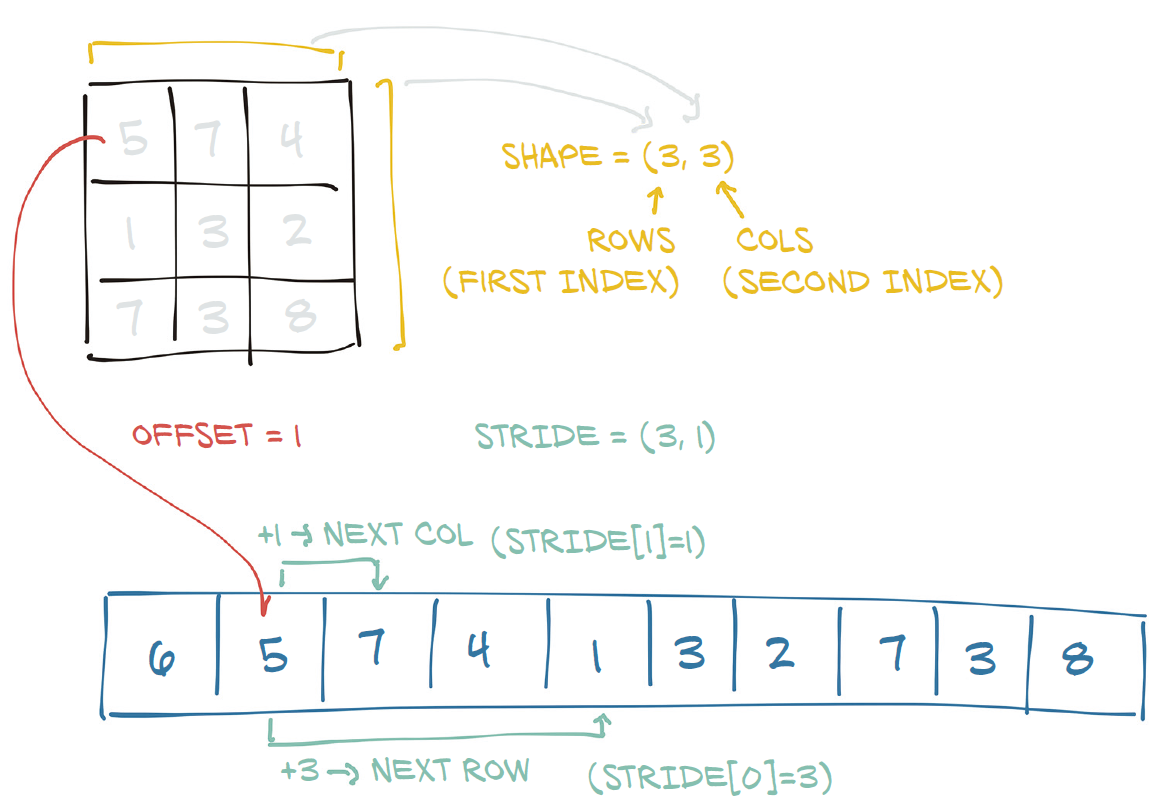 5 7 4
1 3 2
7 3 8
SHAPE = (3, 3)
ROWS
(FIRST INDEX)
COLS
(SECOND INDEX)
OFFSET = 1
STRIDE = (3, 1)
+1 → NEXT COL (STRIDE[1]=1)
6 5 7 4 1 3 2 7 3 8
+3 → NEXT ROW (STRIDE[0]=3)